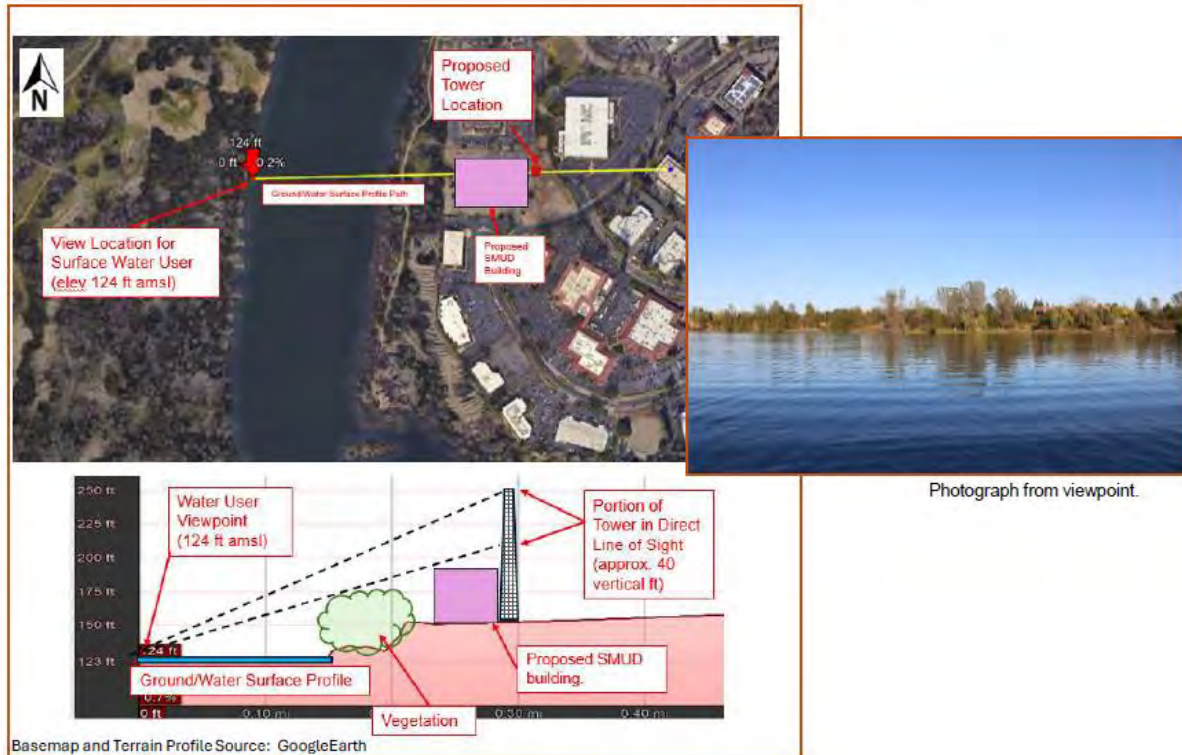 N
Proposed
Tower
Location
124 ft
0 ft
0.2%
Ground/Water Surface Profile Path
View Location for
Surface Water User
(elev 124 ft amsl)
Proposed
SMUD
Building
Photograph from viewpoint.
250 ft
225 ft
200 ft
175 ft
150 ft
123 ft
Water User
Viewpoint
(124 ft amsl)
Portion of
Tower in Direct
Line of Sight
(approx. 40
vertical ft)
124 ft
Ground/Water Surface Profile
Proposed SMUD
building.
Vegetation
0 ft
0.10 mi
0.30 mi
0.40 mi
Basemap and Terrain Profile Source: GoogleEarth